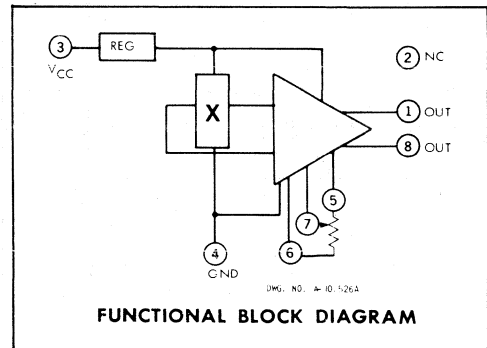 3
REG
VCC
2 NC
X
1 OUT
8 OUT
5
7
6
4
GND
DWG. NO. A-10,526A
FUNCTIONAL BLOCK DIAGRAM